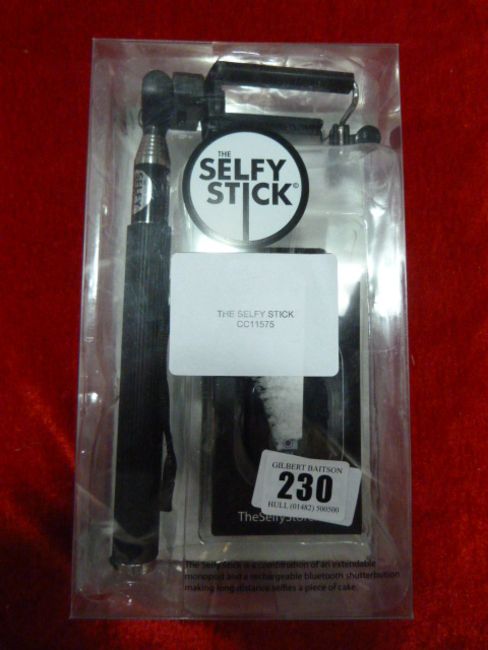 THE
SELFY
STICK©
THE SELFY STICK
CC11575
GILBERT BAITSON
230
HULL (01482) 500500
The Selfy Stick is a combination of an extendable
monopod and a rechargeable bluetooth shutterbutton
making long distance selfies a piece of cake.